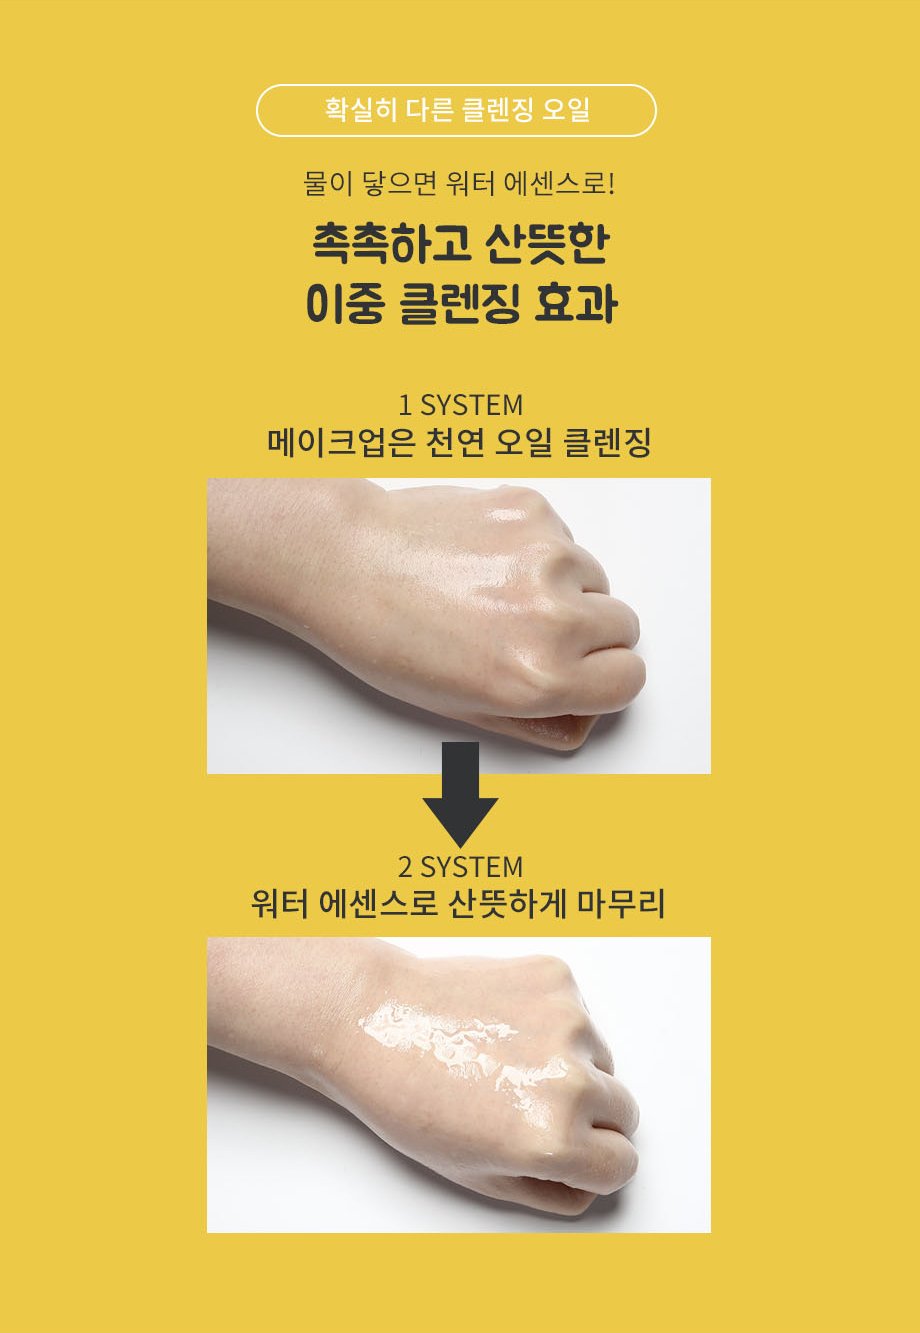 확실히 다른 클렌징 오일
물이 닿으면 워터 에센스로!
촉촉하고 산뜻한
이중 클렌징 효과
1 SYSTEM
메이크업은 천연 오일 클렌징
2 SYSTEM
워터 에센스로 산뜻하게 마무리